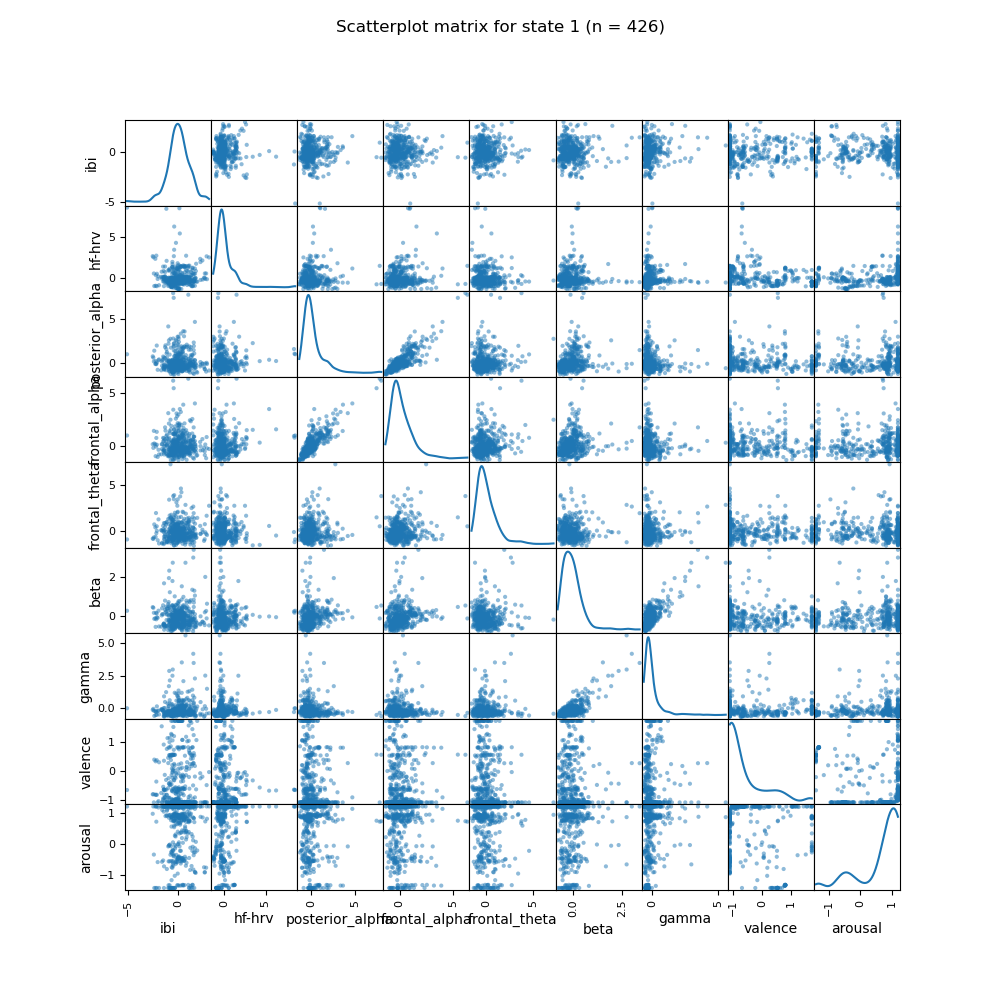 Scatterplot matrix for state 1 (n = 426)
ibi
0
-5
hf-hrv
5
0
posterior_alpha
5
0
frontal_alpha
5
0
frontal_theta
5
0
beta
2
0
gamma
5.0
2.5
0.0
valence
1
0
−1
arousal
1
0
−1
−5 0 0 5 0 5 0 5 0 5 0.0 2.5 0 5 −1 0 1 −1 0 1
ibi hf-hrv posterior_alpha frontal_alpha frontal_theta beta gamma valence arousal